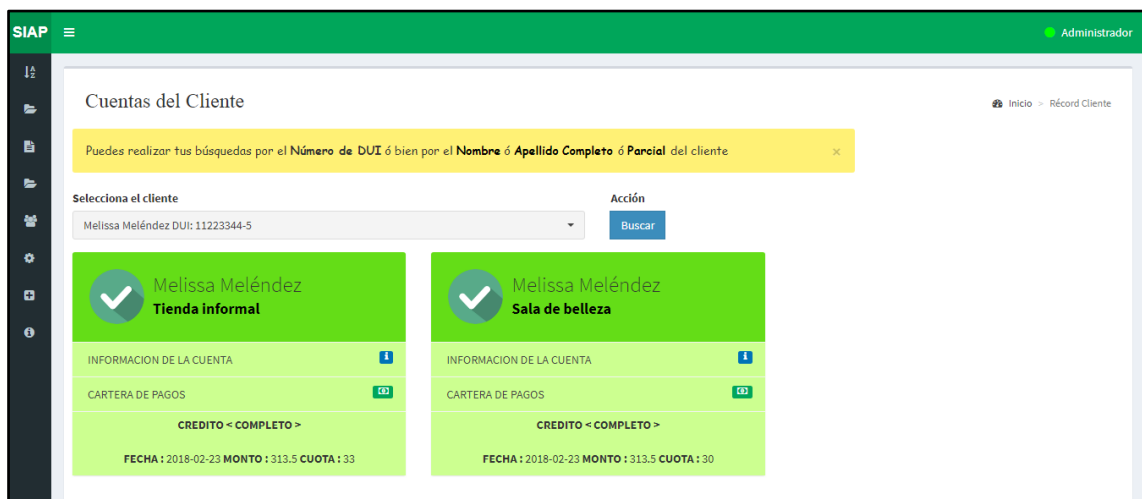 SIAP
Administrador
Cuentas del Cliente
Inicio > Récord Cliente
Puedes realizar tus búsquedas por el Número de DUI ó bien por el Nombre ó Apellido Completo ó Parcial del cliente ×
Selecciona el cliente
Acción
Melissa Meléndez DUI: 11223344-5
Buscar
Melissa Meléndez
Tienda informal
INFORMACION DE LA CUENTA
CARTERA DE PAGOS
CREDITO < COMPLETO >
FECHA : 2018-02-23 MONTO : 313.5 CUOTA : 33
Melissa Meléndez
Sala de belleza
INFORMACION DE LA CUENTA
CARTERA DE PAGOS
CREDITO < COMPLETO >
FECHA : 2018-02-23 MONTO : 313.5 CUOTA : 30